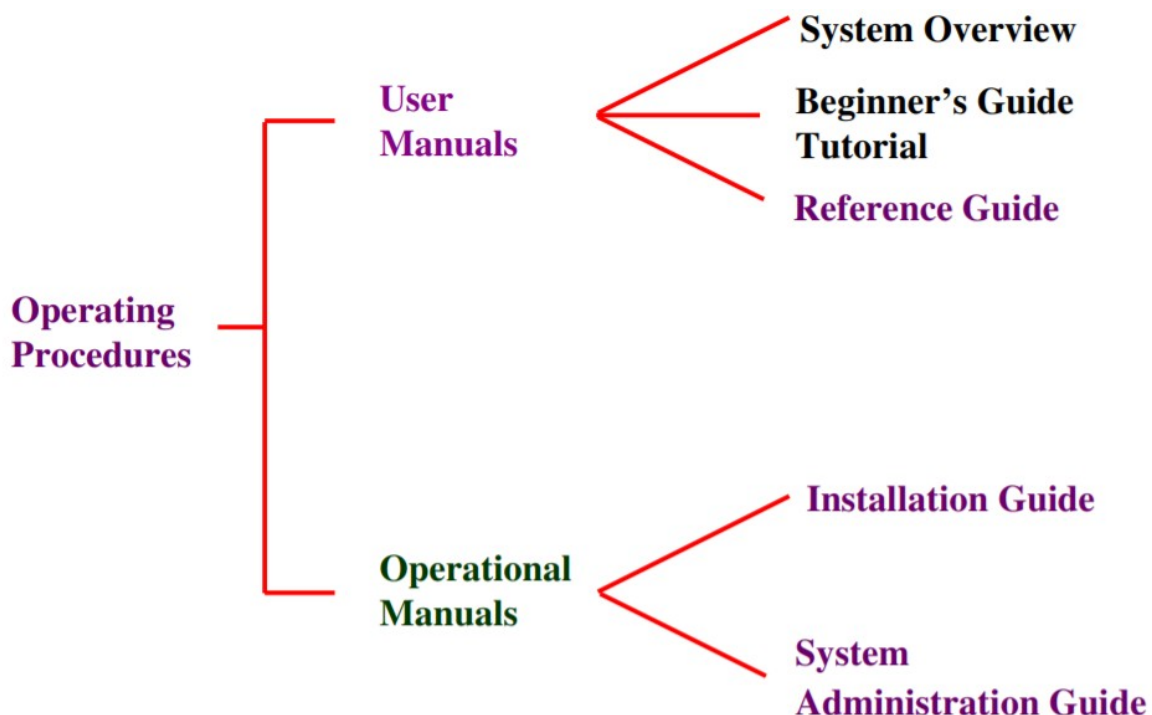 System Overview
User
Manuals
Beginner’s Guide
Tutorial
Reference Guide
Operating
Procedures
Installation Guide
Operational
Manuals
System
Administration Guide